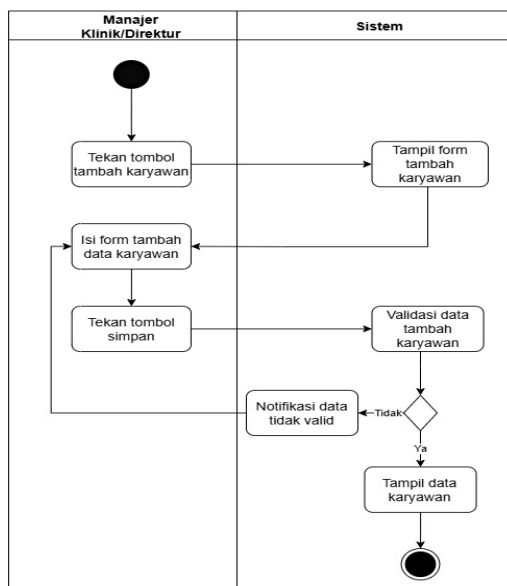 Manajer
Klinik/Direktur
Sistem
Tekan tombol
tambah karyawan
Tampil form
tambah
karyawan
Isi form tambah
data karyawan
Tekan tombol
simpan
Validasi data
tambah
karyawan
Notifikasi data
tidak valid
Tidak
Ya
Tampil data
karyawan